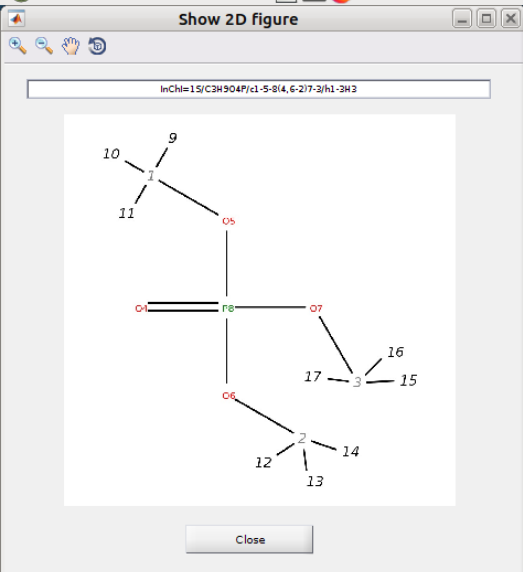 Show 2D figure
InChI=1S/C3H9O4P/c1-5-8(4,6-2)7-3/h1-3H3
9
10
1
11
O5
O4 P8 O7
16
17 3 15
O6
2
14
12
13
Close